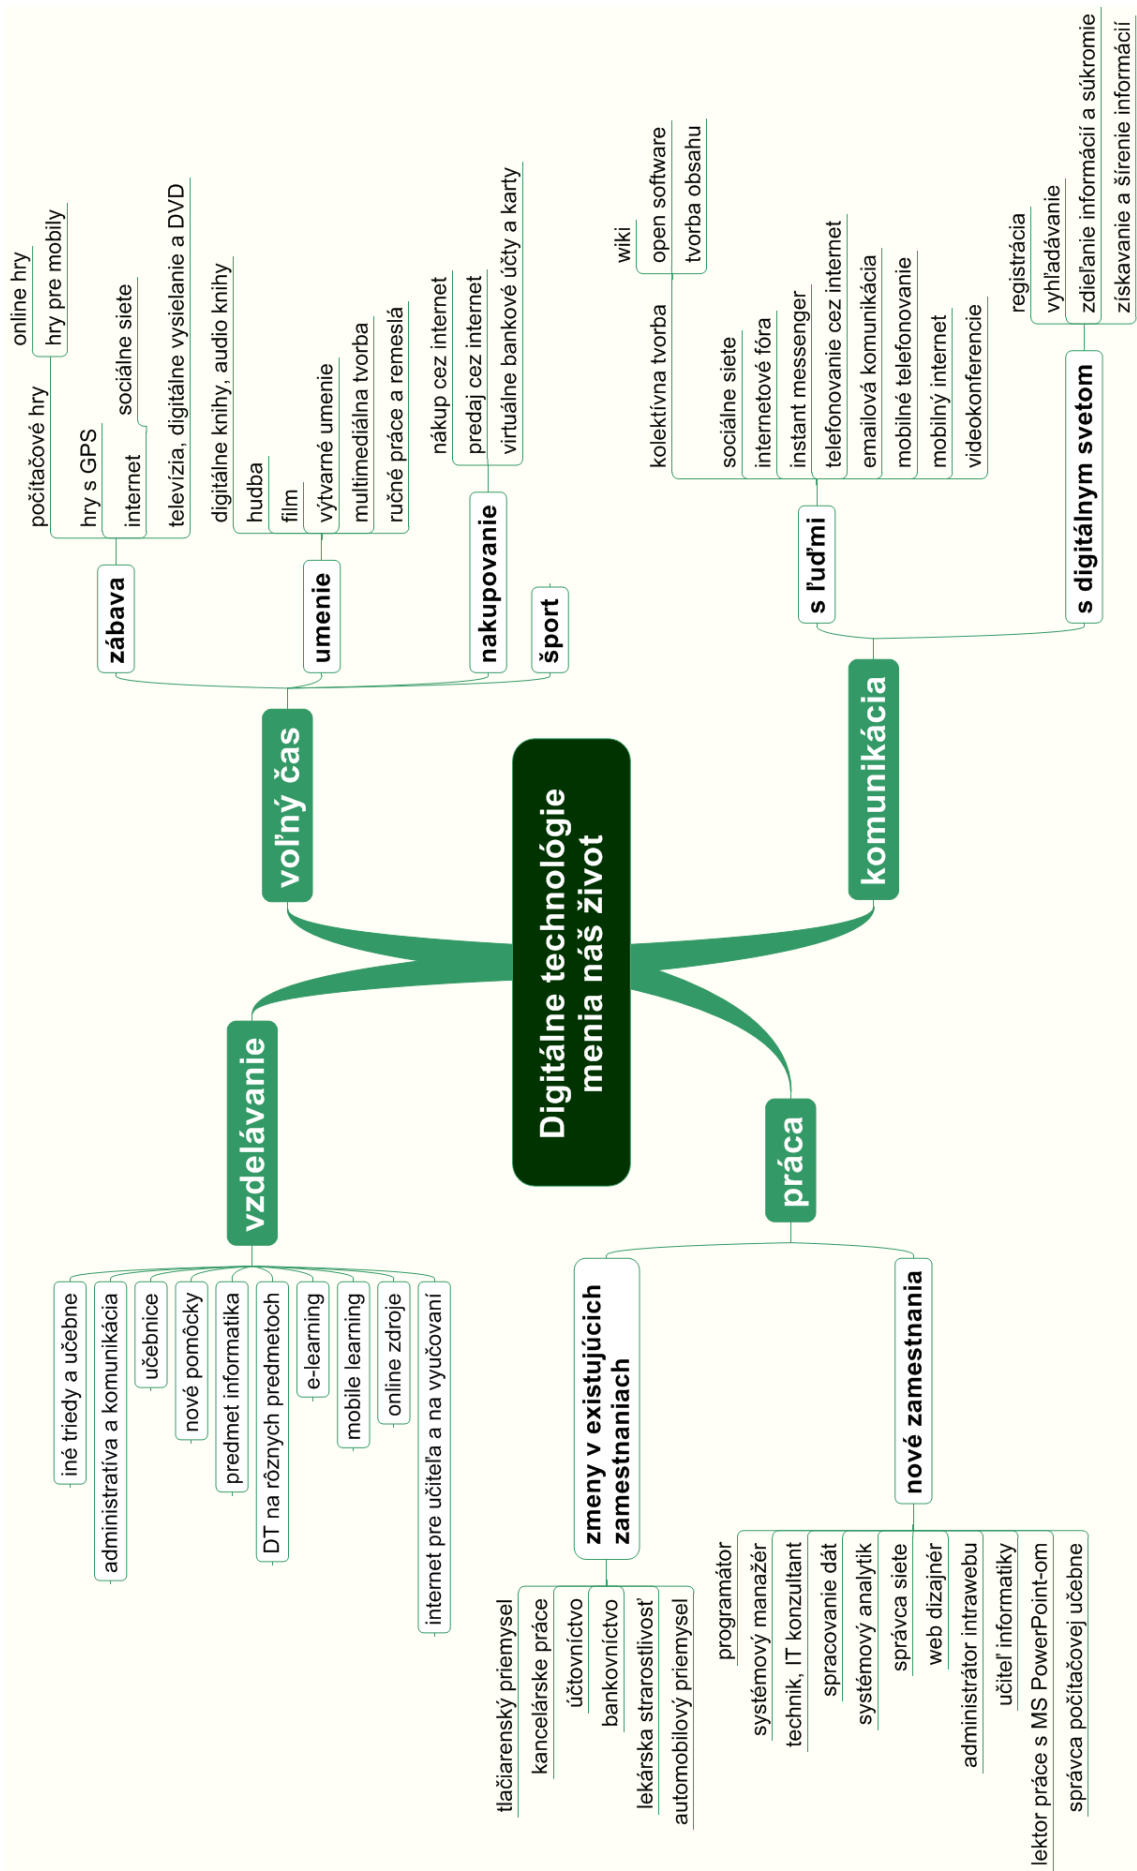 Digitálne technológie
menia náš život
vzdelávanie
iné triedy a učebne
administratíva a komunikácia
učebnice
nové pomôcky
predmet informatika
DT na rôznych predmetoch
e-learning
mobile learning
online zdroje
internet pre učiteľa a na vyučovaní
voľný čas
zábava
počítačové hry
online hry
hry pre mobily
hry s GPS
internet
sociálne siete
televízia, digitálne vysielanie a DVD
umenie
digitálne knihy, audio knihy
hudba
film
výtvarné umenie
multimediálna tvorba
ručné práce a remeslá
nakupovanie
nákup cez internet
predaj cez internet
virtuálne bankové účty a karty
šport
práca
zmeny v existujúcich
zamestnaniach
tlačiarenský priemysel
kancelárske práce
účtovníctvo
bankovníctvo
lekárska strarostlivosť
automobilový priemysel
nové zamestnania
programátor
systémový manažér
technik, IT konzultant
spracovanie dát
systémový analytik
správca siete
web dizajnér
administrátor intrawebu
učiteľ informatiky
lektor práce s MS PowerPoint-om
správca počítačovej učebne
komunikácia
s ľuďmi
kolektívna tvorba
wiki
open software
tvorba obsahu
sociálne siete
internetové fóra
instant messenger
telefonovanie cez internet
emailová komunikácia
mobilné telefonovanie
mobilný internet
videokonferencie
s digitálnym svetom
registrácia
vyhľadávanie
zdieľanie informácií a súkromie
získavanie a šírenie informácií